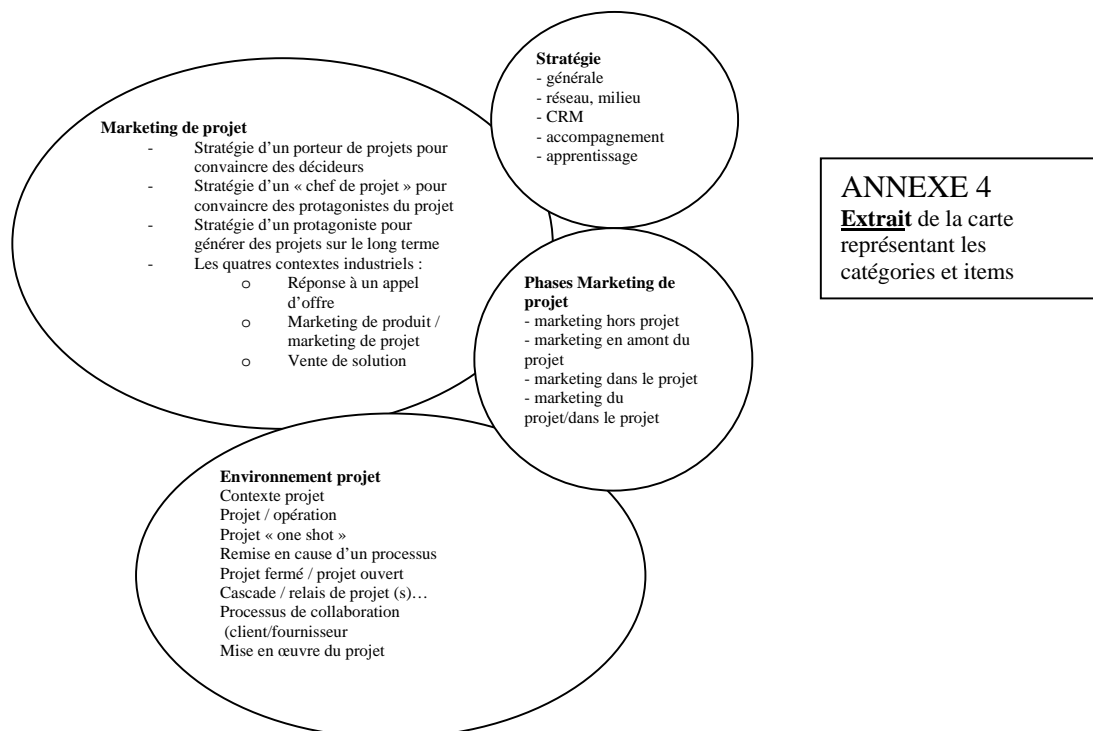 Stratégie
- générale
- réseau, milieu
- CRM
- accompagnement
- apprentissage
Marketing de projet
- Stratégie d'un porteur de projets pour
convaincre des décideurs
- Stratégie d'un « chef de projet » pour
convaincre des protagonistes du projet
- Stratégie d'un protagoniste pour
générer des projets sur le long terme
- Les quatres contextes industriels :
o Réponse à un appel
d'offre
o Marketing de produit /
marketing de projet
o Vente de solution
ANNEXE 4
Extrait de la carte
représentant les
catégories et items
Phases Marketing de
projet
- marketing hors projet
- marketing en amont du
projet
- marketing dans le projet
- marketing du
projet/dans le projet
Environnement projet
Contexte projet
Projet / opération
Projet « one shot »
Remise en cause d'un processus
Projet fermé / projet ouvert
Cascade / relais de projet (s)…
Processus de collaboration
(client/fournisseur
Mise en œuvre du projet